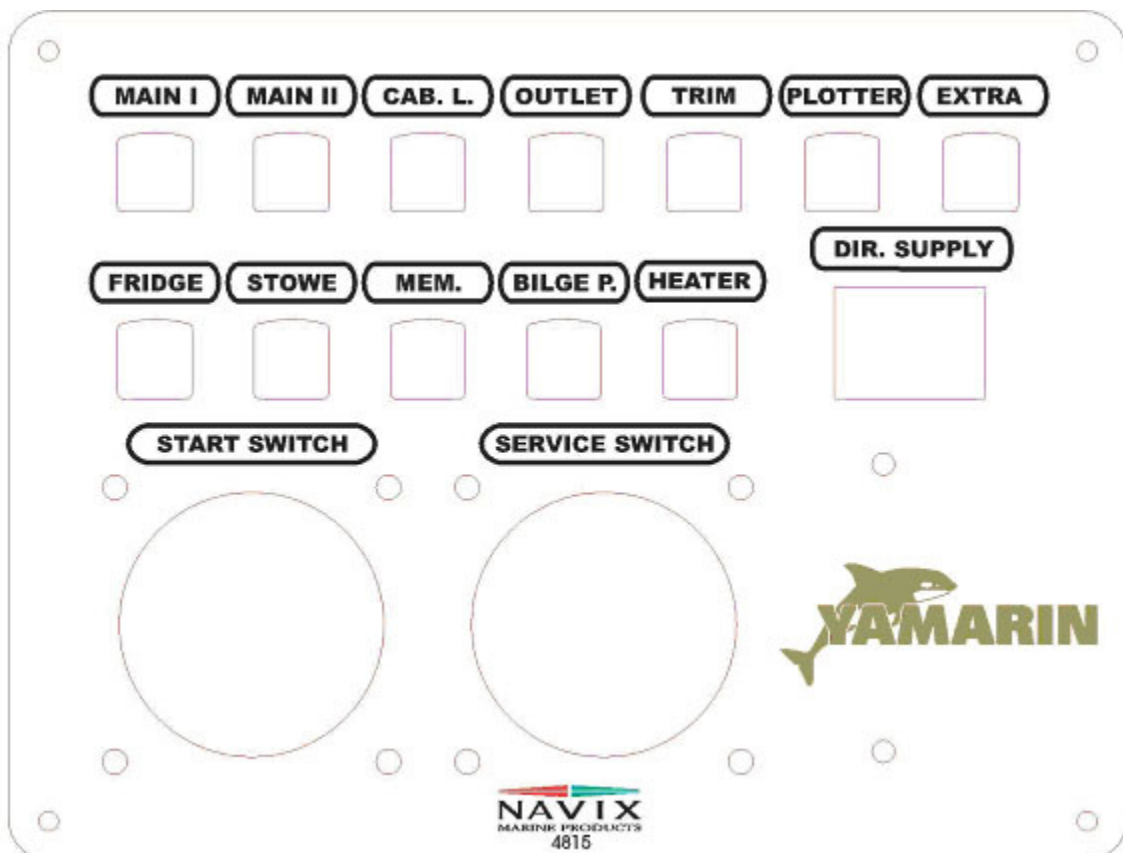 MAIN I MAIN II CAB. L. OUTLET TRIM PLOTTER EXTRA
DIR. SUPPLY
FRIDGE STOWE MEM. BILGE P. HEATER
START SWITCH SERVICE SWITCH
YAMARIN
NAVIX
MARINE PRODUCTS
4815